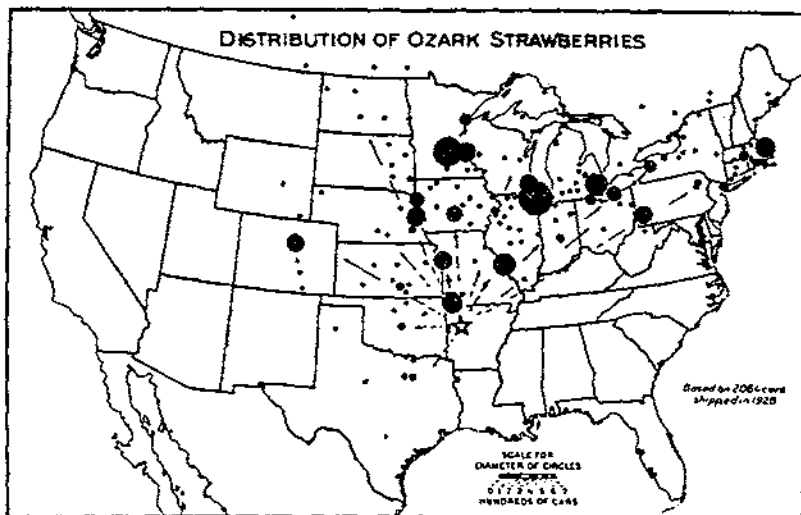 DISTRIBUTION OF OZARK STRAWBERRIES
Based on 2064 cars
shipped in 1928
SCALE FOR
DIAMETER OF CIRCLES
0 1 2 3 4 5 6 7
HUNDREDS OF CARS